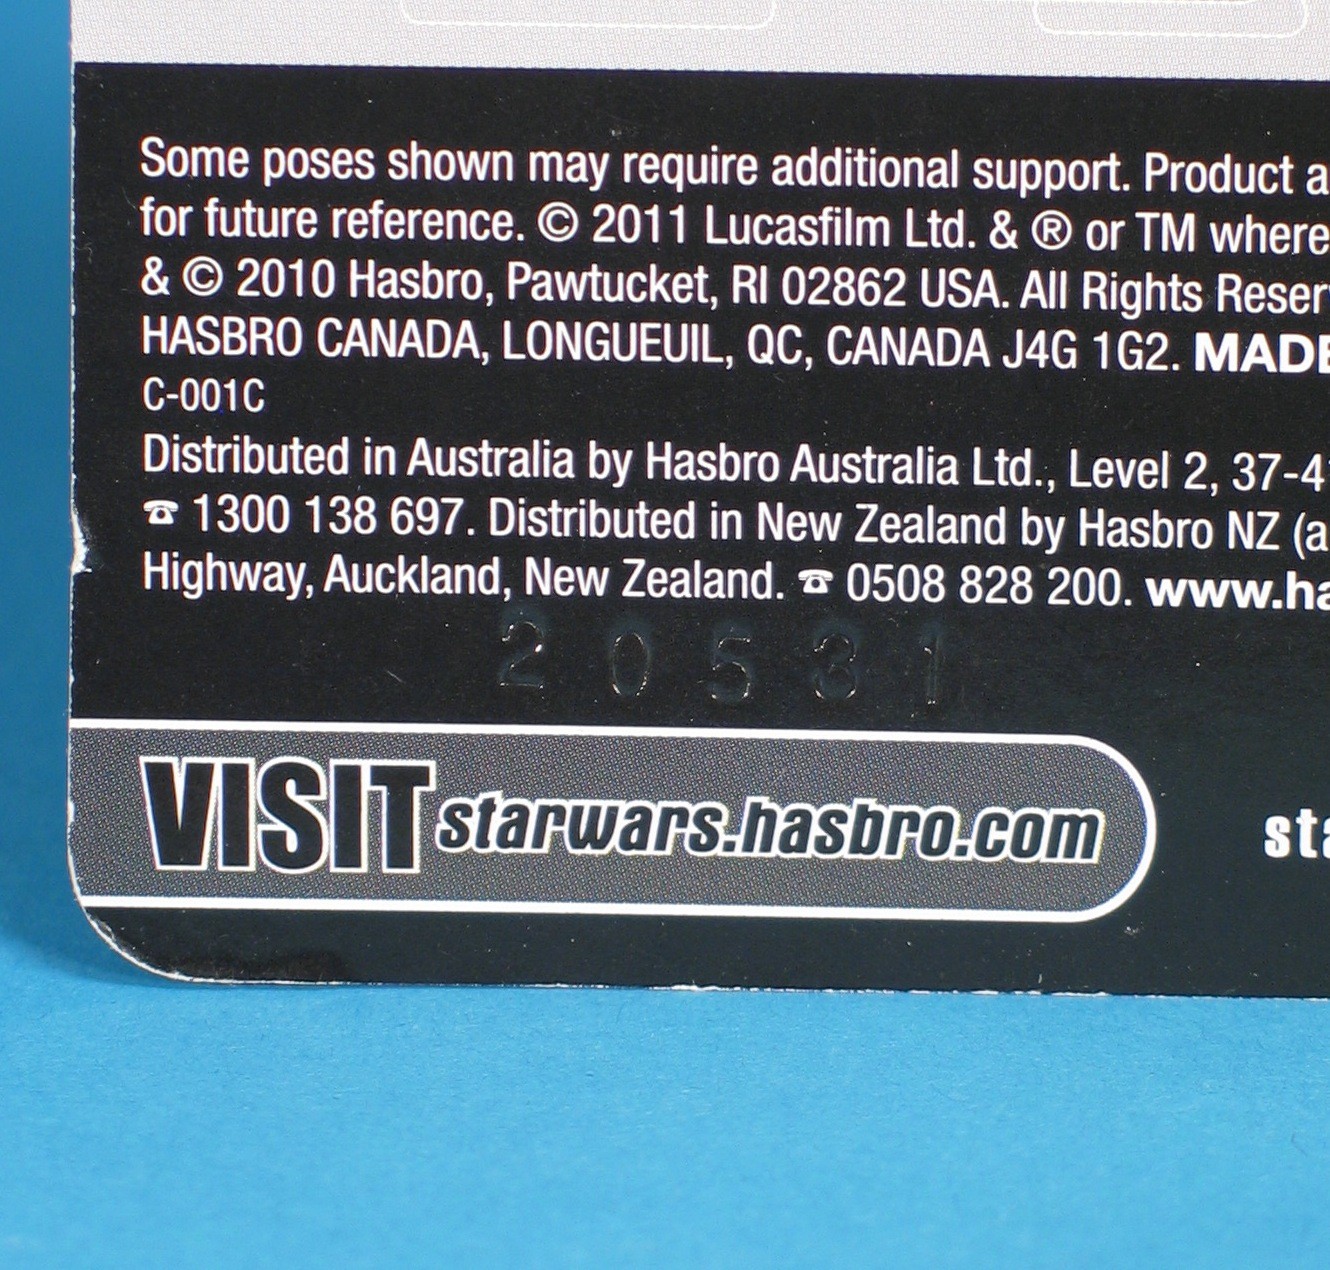 Some poses shown may require additional support. Product a
for future reference. © 2011 Lucasfilm Ltd. & ® or TM where
& © 2010 Hasbro, Pawtucket, RI 02862 USA. All Rights Reser
HASBRO CANADA, LONGUEUIL, QC, CANADA J4G 1G2. MADE
C-001C
Distributed in Australia by Hasbro Australia Ltd., Level 2, 37-4
☎ 1300 138 697. Distributed in New Zealand by Hasbro NZ (a
Highway, Auckland, New Zealand. ☎ 0508 828 200. www.ha
20531
VISIT starwars.hasbro.com
sta